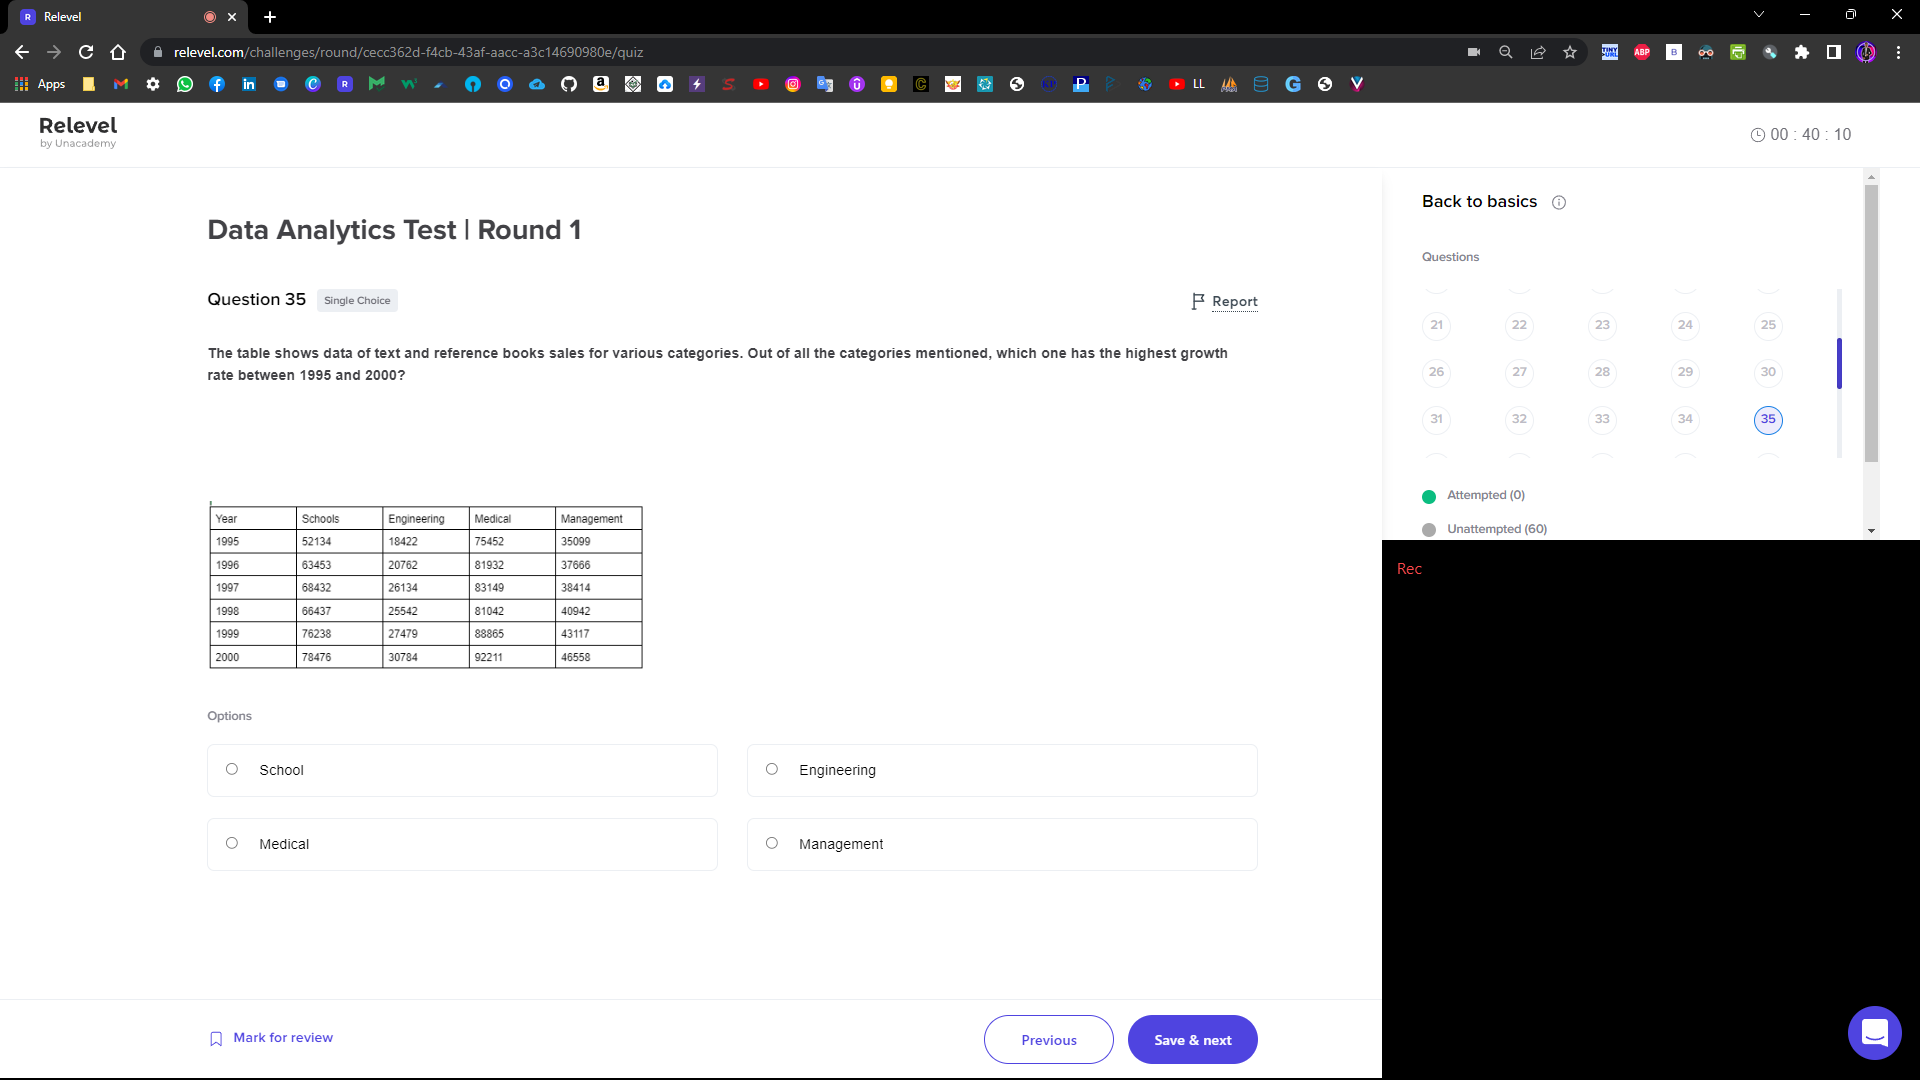 Relevel
relevel.com/challenges/round/cecc362d-f4cb-43af-aacc-a3c14690980e/quiz
Apps
LL
Relevel
by Unacademy
00 : 40 : 10
Data Analytics Test | Round 1
Question 35 Single Choice
Report
The table shows data of text and reference books sales for various categories. Out of all the categories mentioned, which one has the highest growth
rate between 1995 and 2000?
Year Schools Engineering Medical Management
1995 52134 18422 75452 35099
1996 63453 20762 81932 37666
1997 68432 26134 83149 38414
1998 66437 25542 81042 40942
1999 76238 27479 88865 43117
2000 78476 30784 92211 46558
Options
School
Engineering
Medical
Management
Mark for review
Previous
Save & next
Back to basics
Questions
21 22 23 24 25
26 27 28 29 30
31 32 33 34 35
Attempted (0)
Unattempted (60)
Rec